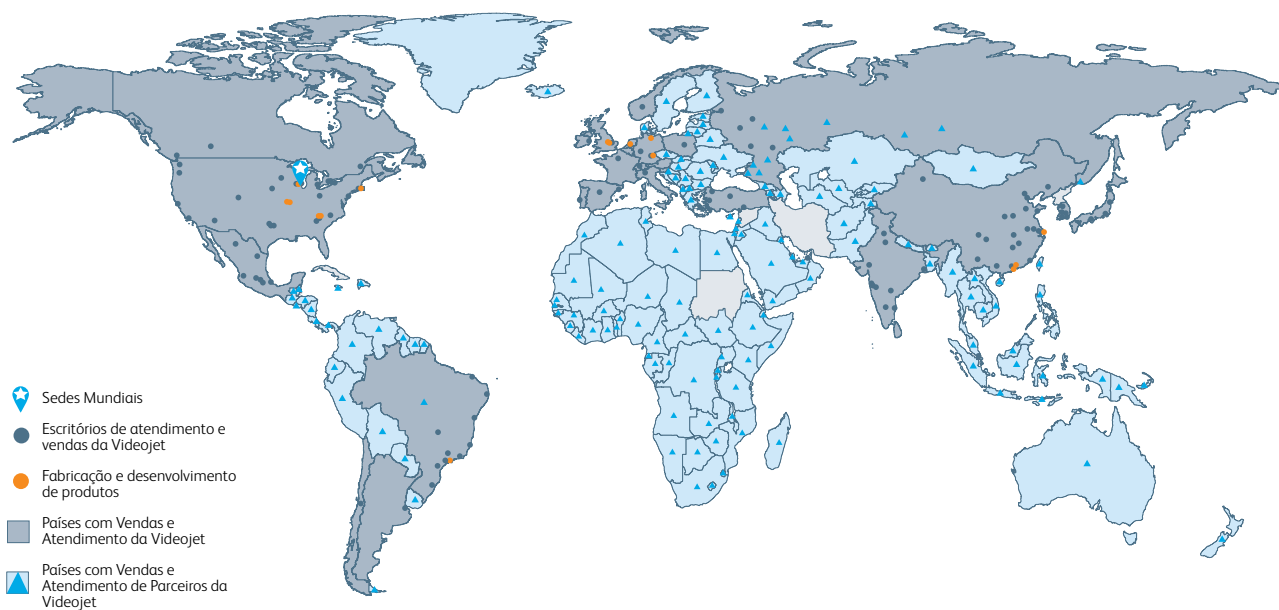 Sedes Mundiais
Escritórios de atendimento e
vendas da Videojet
Fabricação e desenvolvimento
de produtos
Países com Vendas e
Atendimento da Videojet
Países com Vendas e
Atendimento de Parceiros da
Videojet